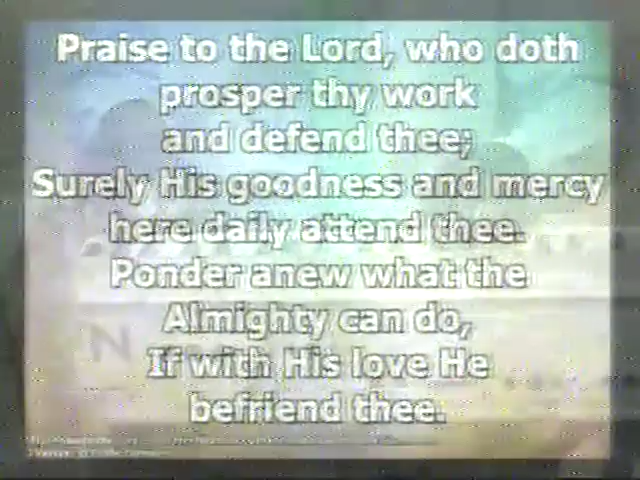 Praise to the Lord, who doth
prosper thy work
and defend thee;
Surely His goodness and mercy
here daily attend thee.
Ponder anew what the
Almighty can do,
If with His love He
befriend thee.
N